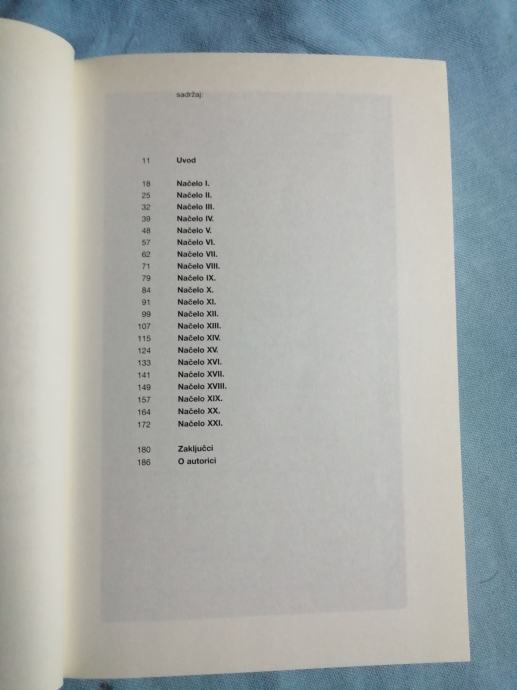 sadržaj:
11 Uvod
18 Načelo I.
25 Načelo II.
32 Načelo III.
39 Načelo IV.
48 Načelo V.
57 Načelo VI.
62 Načelo VII.
71 Načelo VIII.
79 Načelo IX.
84 Načelo X.
91 Načelo XI.
99 Načelo XII.
107 Načelo XIII.
115 Načelo XIV.
124 Načelo XV.
133 Načelo XVI.
141 Načelo XVII.
149 Načelo XVIII.
157 Načelo XIX.
164 Načelo XX.
172 Načelo XXI.
180 Zaključci
186 O autorici